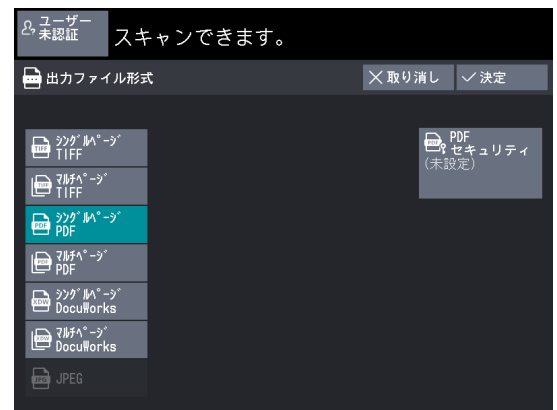 ユーザー
未認証
スキャンできます。
出力ファイル形式
取り消し
決定
ｼﾝｸﾞﾙﾍﾟｰｼﾞ
TIFF
ﾏﾙﾁﾍﾟｰｼﾞ
TIFF
ｼﾝｸﾞﾙﾍﾟｰｼﾞ
PDF
ﾏﾙﾁﾍﾟｰｼﾞ
PDF
ｼﾝｸﾞﾙﾍﾟｰｼﾞ
DocuWorks
ﾏﾙﾁﾍﾟｰｼﾞ
DocuWorks
JPEG
PDF
セキュリティ
(未設定)